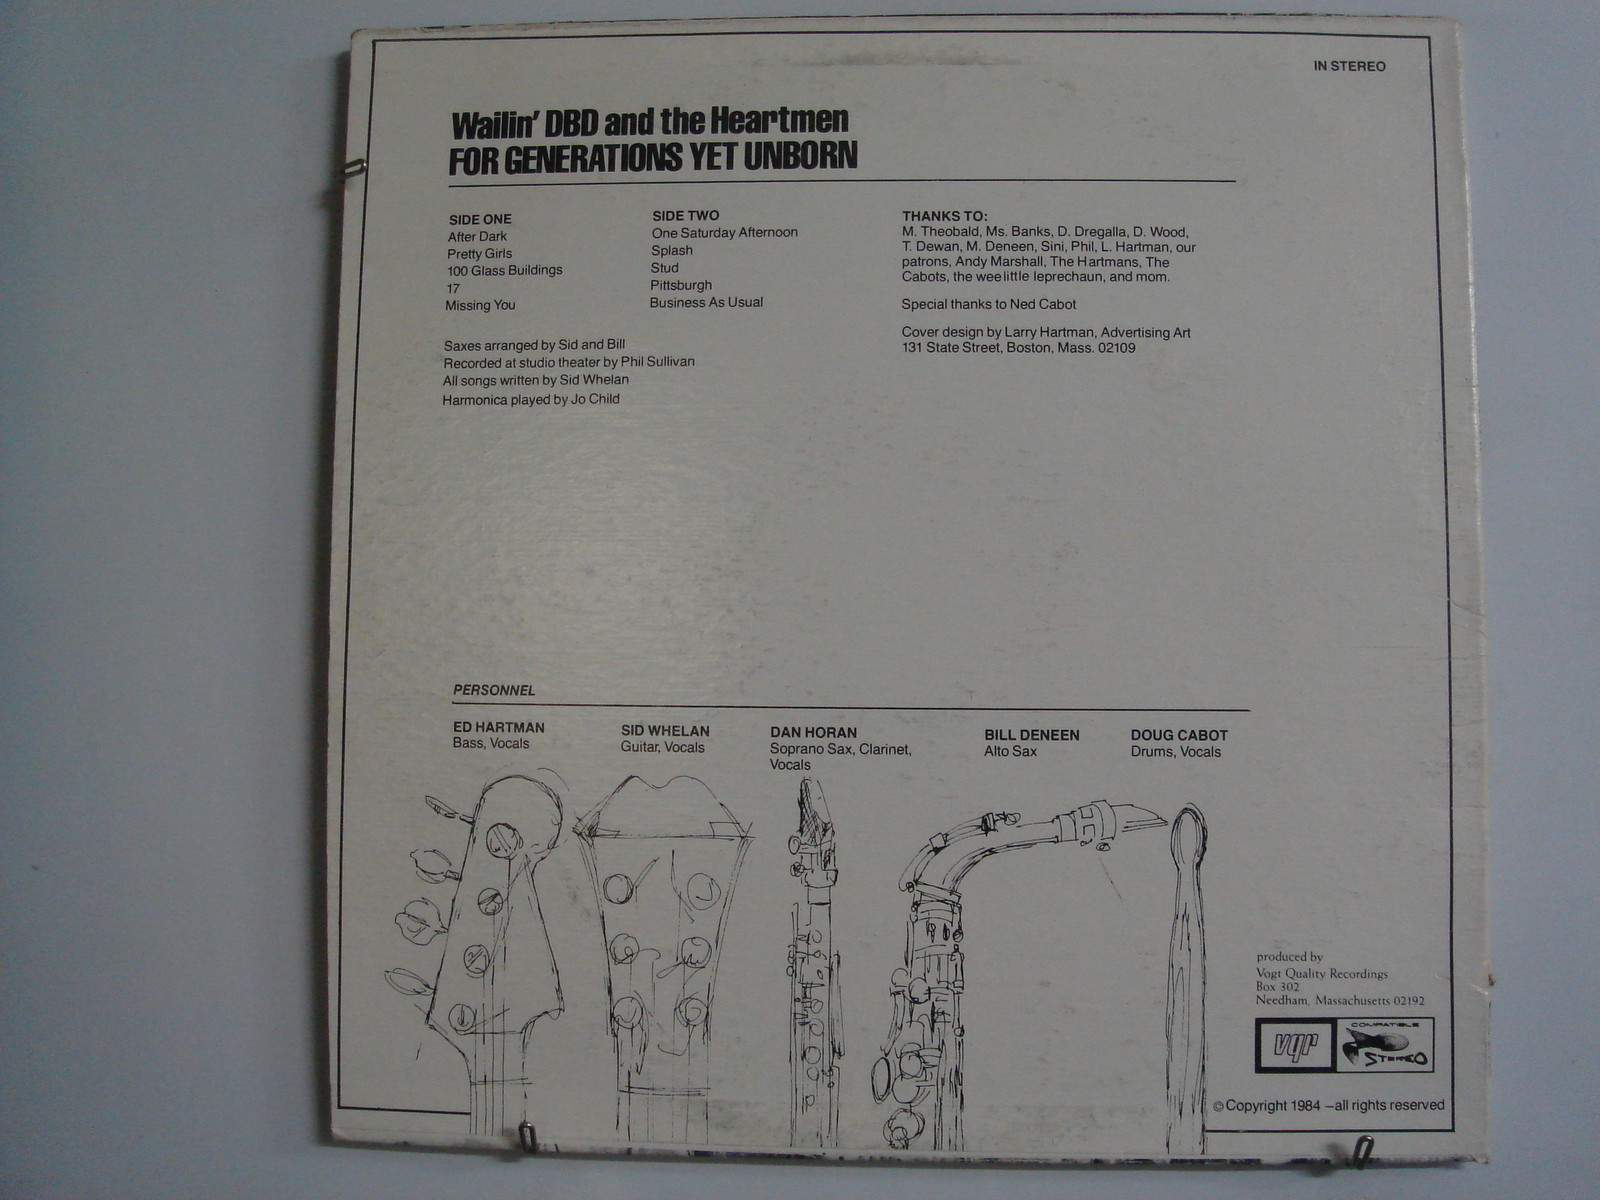 IN STEREO
Wailin' DBD and the Heartmen
FOR GENERATIONS YET UNBORN
SIDE ONE
After Dark
Pretty Girls
100 Glass Buildings
17
Missing You
SIDE TWO
One Saturday Afternoon
Splash
Stud
Pittsburgh
Business As Usual
THANKS TO:
M. Theobald, Ms. Banks, D. Dregalla, D. Wood,
T. Dewan, M. Deneen, Sini, Phil, L. Hartman, our
patrons, Andy Marshall, The Hartmans, The
Cabots, the wee little leprechaun, and mom.
Special thanks to Ned Cabot
Cover design by Larry Hartman, Advertising Art
131 State Street, Boston, Mass. 02109
Saxes arranged by Sid and Bill
Recorded at studio theater by Phil Sullivan
All songs written by Sid Whelan
Harmonica played by Jo Child
PERSONNEL
ED HARTMAN
Bass, Vocals
SID WHELAN
Guitar, Vocals
DAN HORAN
Soprano Sax, Clarinet,
Vocals
BILL DENEEN
Alto Sax
DOUG CABOT
Drums, Vocals
produced by
Vogt Quality Recordings
Box 302
Needham, Massachusetts 02192
vqr
COMPATIBLE
STEREO
© Copyright 1984 – all rights reserved